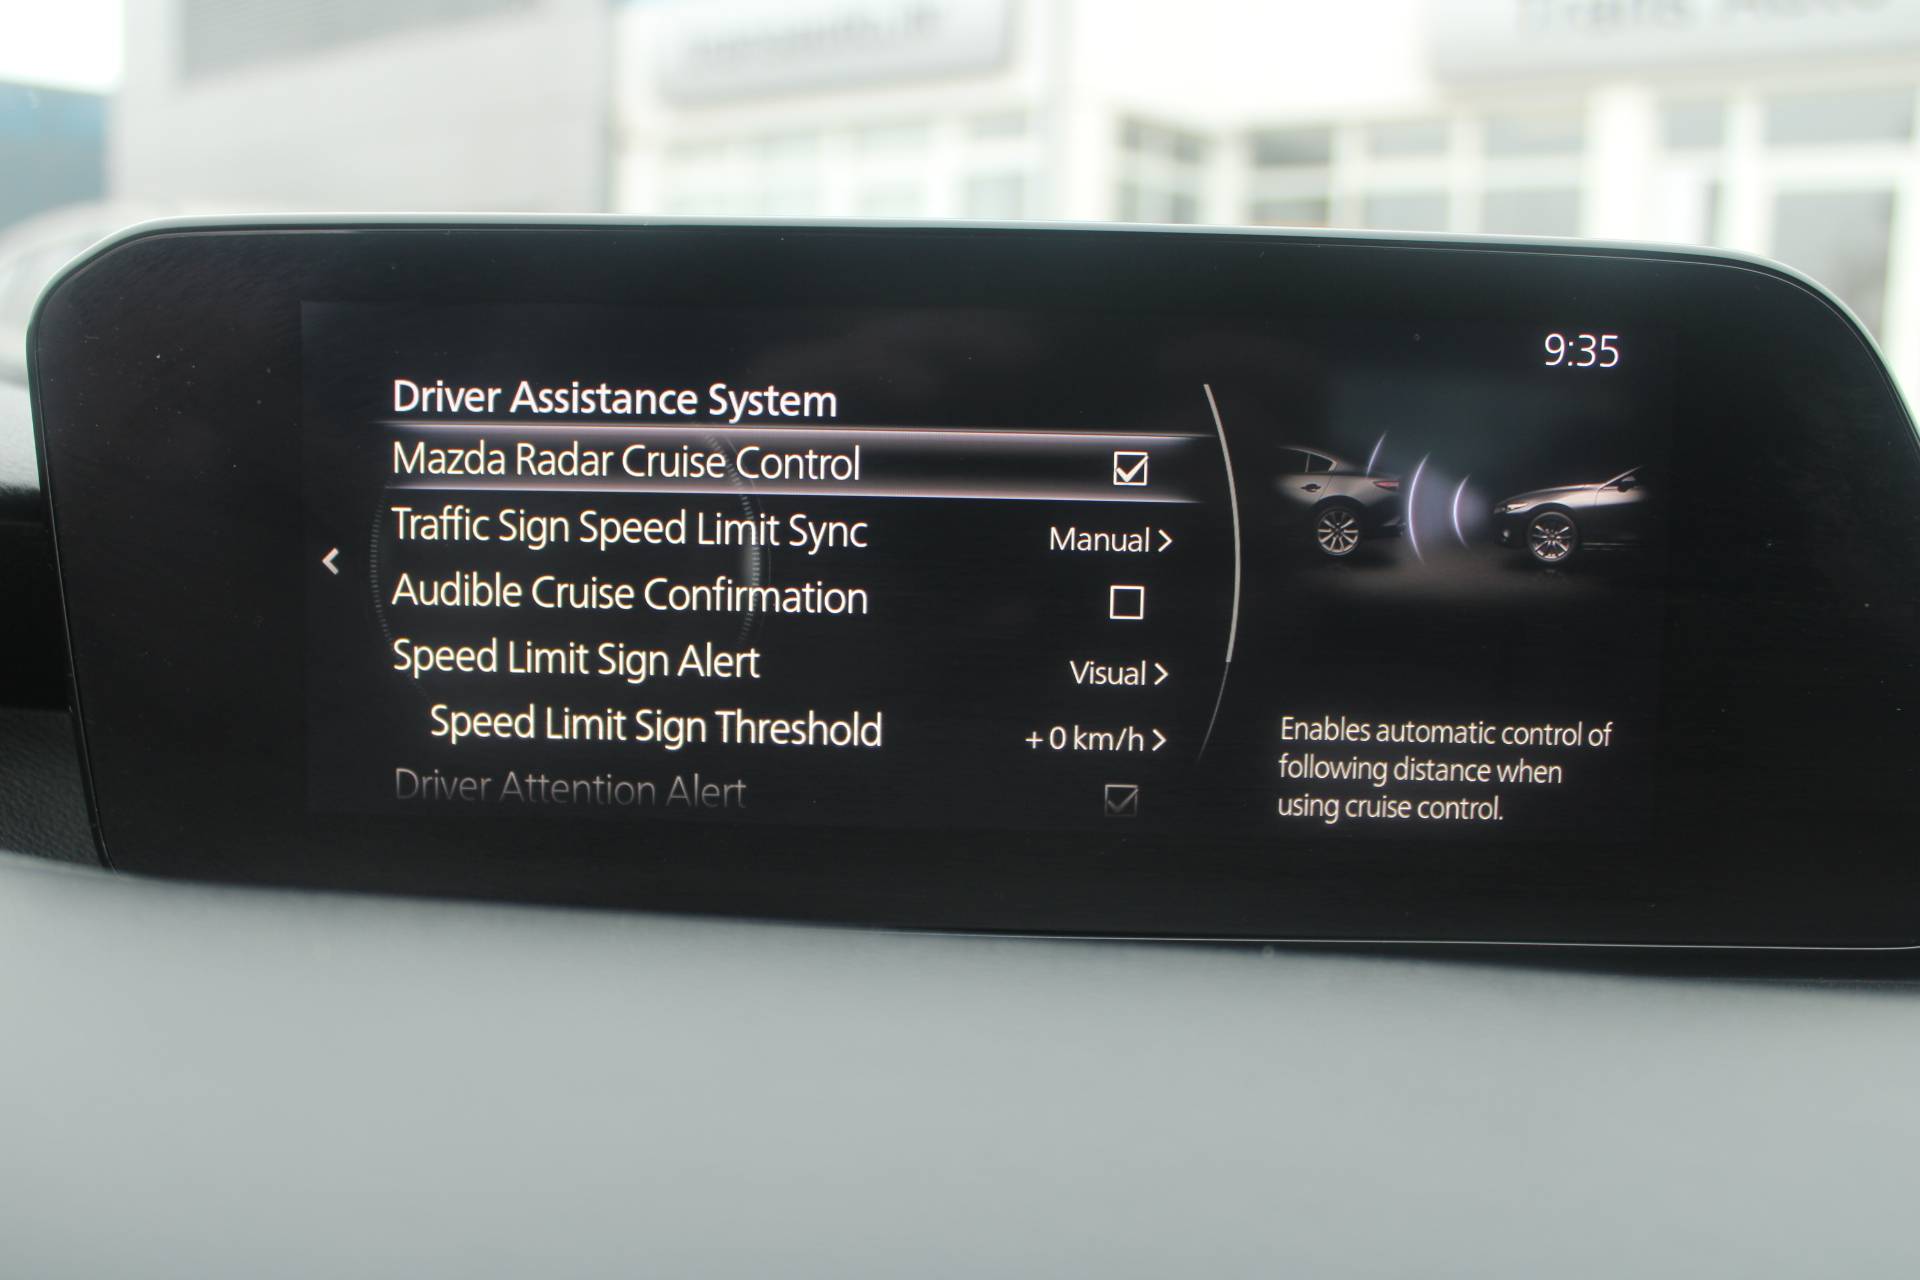 9:35
Driver Assistance System
Mazda Radar Cruise Control
Traffic Sign Speed Limit Sync Manual >
Audible Cruise Confirmation
Speed Limit Sign Alert Visual >
Speed Limit Sign Threshold +0 km/h >
Driver Attention Alert
Enables automatic control of
following distance when
using cruise control.